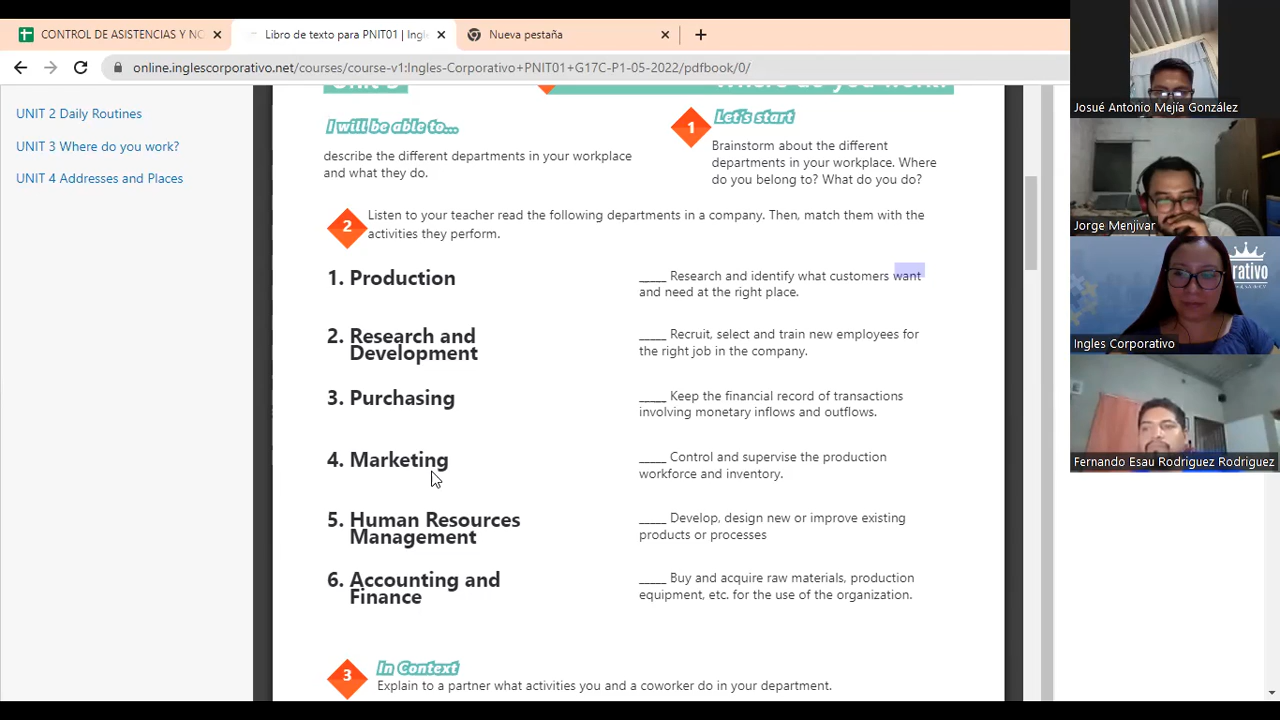 CONTROL DE ASISTENCIAS Y NO
Libro de texto para PNIT01 | Ingl
Nueva pestaña
online.inglescorporativo.net/courses/course-v1:Ingles-Corporativo+PNIT01+G17C-P1-05-2022/pdfbook/0/
UNIT 2 Daily Routines
UNIT 3 Where do you work?
UNIT 4 Addresses and Places
Unit 3
Where do you work?
I will be able to...
describe the different departments in your workplace
and what they do.
1
Let's start
Brainstorm about the different
departments in your workplace. Where
do you belong to? What do you do?
2
Listen to your teacher read the following departments in a company. Then, match them with the
activities they perform.
1. Production
_____ Research and identify what customers want
and need at the right place.
2. Research and
Development
_____ Recruit, select and train new employees for
the right job in the company.
3. Purchasing
_____ Keep the financial record of transactions
involving monetary inflows and outflows.
4. Marketing
_____ Control and supervise the production
workforce and inventory.
5. Human Resources
Management
_____ Develop, design new or improve existing
products or processes
6. Accounting and
Finance
_____ Buy and acquire raw materials, production
equipment, etc. for the use of the organization.
3
In Context
Explain to a partner what activities you and a coworker do in your department.
Josué Antonio Mejía González
Jorge Menjivar
rativo
Ingles Corporativo
Fernando Esau Rodriguez Rodriguez